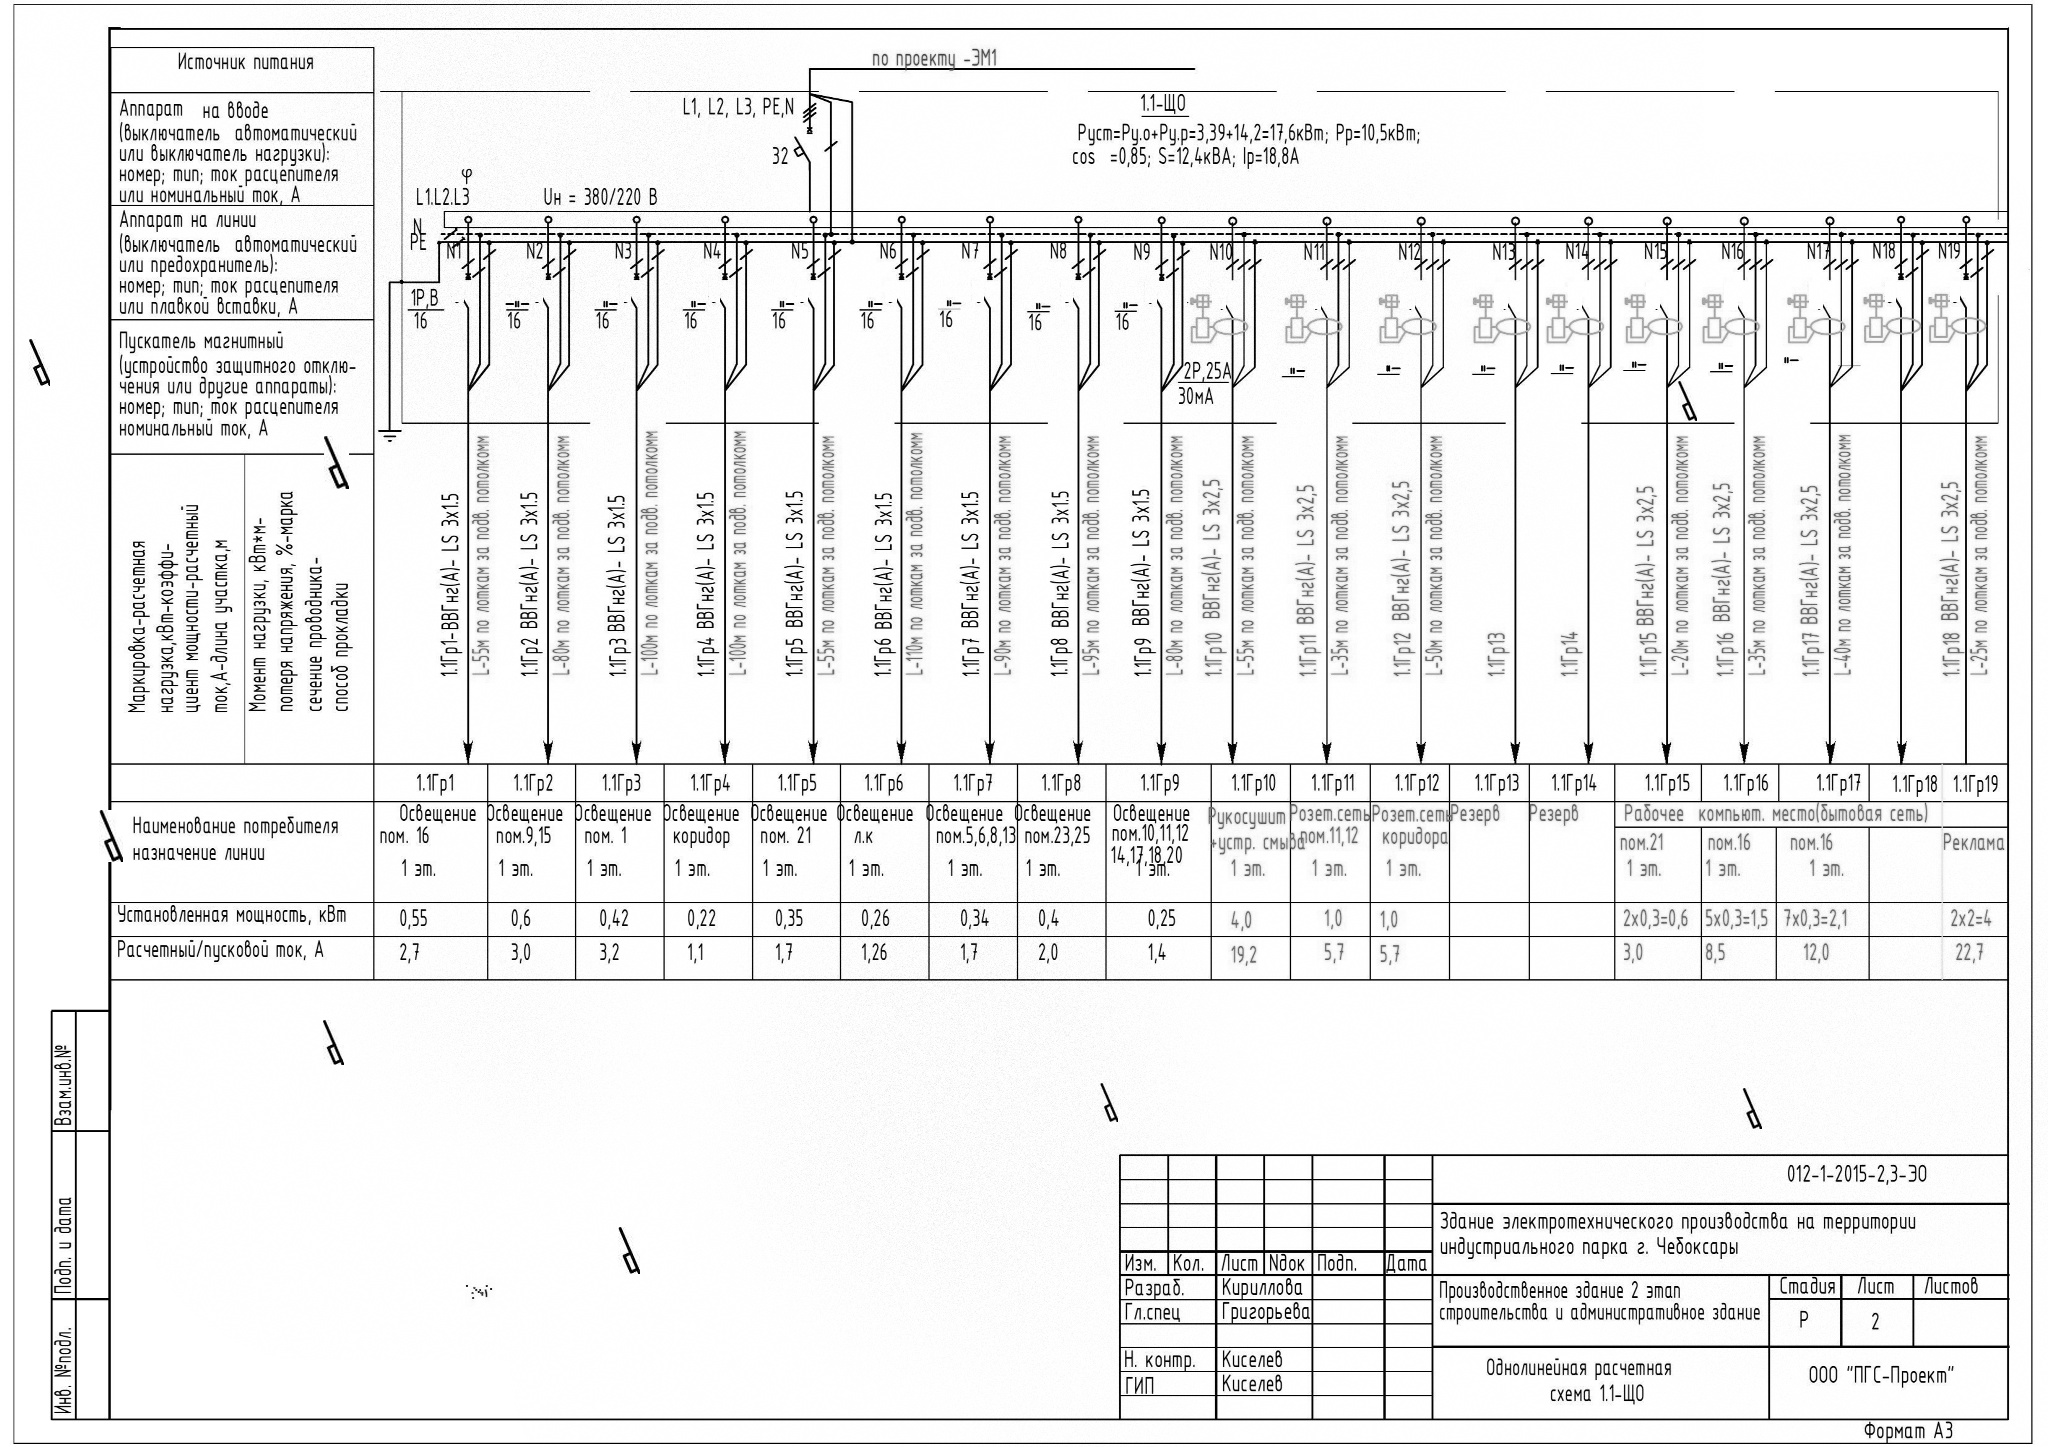 Источник питания
Аппарат на вводе
(выключатель автоматический
или выключатель нагрузки):
номер; тип; ток расцепителя
или номинальный ток, А
Аппарат на линии
(выключатель автоматический
или предохранитель):
номер; тип; ток расцепителя
или плавкой вставки, А
Пускатель магнитный
(устройство защитного отклю-
чения или другие аппараты):
номер; тип; ток расцепителя
номинальный ток, А
Маркировка-расчетная
нагрузка,кВт-коэффи-
циент мощности-расчетный
ток,А-длина участка,м
Момент нагрузки, кВт*м-
потеря напряжения, %-марка
сечение проводника-
способ прокладки
по проекту -ЭМ1
L1, L2, L3, PE,N
32
1.1-ЩО
Руст=Ру.о+Ру.р=3,39+14,2=17,6кВт; Рр=10,5кВт;
cos =0,85; S=12,4кВА; Ip=18,8А
φ
L1.L2.L3
Uн = 380/220 В
N
PE
N1 N2 N3 N4 N5 N6 N7 N8 N9 N10 N11 N12 N13 N14 N15 N16 N17 N18 N19
1Р,В
16
-"-
16
-"-
16
-"-
16
-"-
16
-"-
16
-"-
16
-"-
16
-"-
16
2Р,25А
30мА
"-
"-
"-
"-
"-
"-
"-
"-
1.1Гр1-ВВГнг(А)- LS 3х1.5
L-55м по лоткам за подв. потолкомм
1.1Гр2 ВВГнг(А)- LS 3х1.5
L-80м по лоткам за подв. потолкомм
1.1Гр3 ВВГнг(А)- LS 3х1.5
L-100м по лоткам за подв. потолкомм
1.1Гр4 ВВГнг(А)- LS 3х1.5
L-100м по лоткам за подв. потолкомм
1.1Гр5 ВВГнг(А)- LS 3х1.5
L-55м по лоткам за подв. потолкомм
1.1Гр6 ВВГнг(А)- LS 3х1.5
L-110м по лоткам за подв. потолкомм
1.1Гр7 ВВГнг(А)- LS 3х1.5
L-90м по лоткам за подв. потолкомм
1.1Гр8 ВВГнг(А)- LS 3х1.5
L-95м по лоткам за подв. потолкомм
1.1Гр9 ВВГнг(А)- LS 3х1.5
L-80м по лоткам за подв. потолкомм
1.1Гр10 ВВГнг(А)- LS 3х2,5
L-55м по лоткам за подв. потолкомм
1.1Гр11 ВВГнг(А)- LS 3х2,5
L-35м по лоткам за подв. потолкомм
1.1Гр12 ВВГнг(А)- LS 3х2,5
L-50м по лоткам за подв. потолкомм
1.1Гр13
1.1Гр14
1.1Гр15 ВВГнг(А)- LS 3х2,5
L-20м по лоткам за подв. потолкомм
1.1Гр16 ВВГнг(А)- LS 3х2,5
L-35м по лоткам за подв. потолкомм
1.1Гр17 ВВГнг(А)- LS 3х2,5
L-40м по лоткам за подв. потолкомм
1.1Гр18 ВВГнг(А)- LS 3х2,5
L-25м по лоткам за подв. потолкомм
1.1Гр1 1.1Гр2 1.1Гр3 1.1Гр4 1.1Гр5 1.1Гр6 1.1Гр7 1.1Гр8 1.1Гр9 1.1Гр10 1.1Гр11 1.1Гр12 1.1Гр13 1.1Гр14 1.1Гр15 1.1Гр16 1.1Гр17 1.1Гр18 1.1Гр19
Наименование потребителя
назначение линии
Освещение
пом. 16
1 эт.
Освещение
пом.9,15
1 эт.
Освещение
пом. 1
1 эт.
Освещение
коридор
1 эт.
Освещение
пом. 21
1 эт.
Освещение
л.к
1 эт.
Освещение
пом.5,6,8,13
1 эт.
Освещение
пом.23,25
1 эт.
Освещение
пом.10,11,12
14,17,18,20
1 эт.
Рукосушит
+устр. смыва
1 эт.
Розет.сеть
пом.11,12
1 эт.
Розет.сеть
коридора
1 эт.
Резерв
Резерв
Рабочее компьют. место(бытовая сеть)
пом.21
1 эт.
пом.16
1 эт.
пом.16
1 эт.
Реклама
Установленная мощность, кВт
0,55 0,6 0,42 0,22 0,35 0,26 0,34 0,4 0,25 4,0 1,0 1,0 2х0,3=0,6 5х0,3=1,5 7х0,3=2,1 2х2=4
Расчетный/пусковой ток, А
2,7 3,0 3,2 1,1 1,7 1,26 1,7 2,0 1,4 19,2 5,7 5,7 3,0 8,5 12,0 22,7
Взам.инв.№
Подп. и дата
Инв. №подл.
012-1-2015-2,3-ЭО
Здание электротехнического производства на территории
индустриального парка г. Чебоксары
Изм. Кол. Лист Nдок Подп. Дата
Разраб. Кириллова
Гл.спец Григорьева
Н. контр. Киселев
ГИП Киселев
Производственное здание 2 этап
строительства и административное здание
Стадия Лист Листов
Р 2
Однолинейная расчетная
схема 1.1-ЩО
ООО "ПГС-Проект"
Формат А3